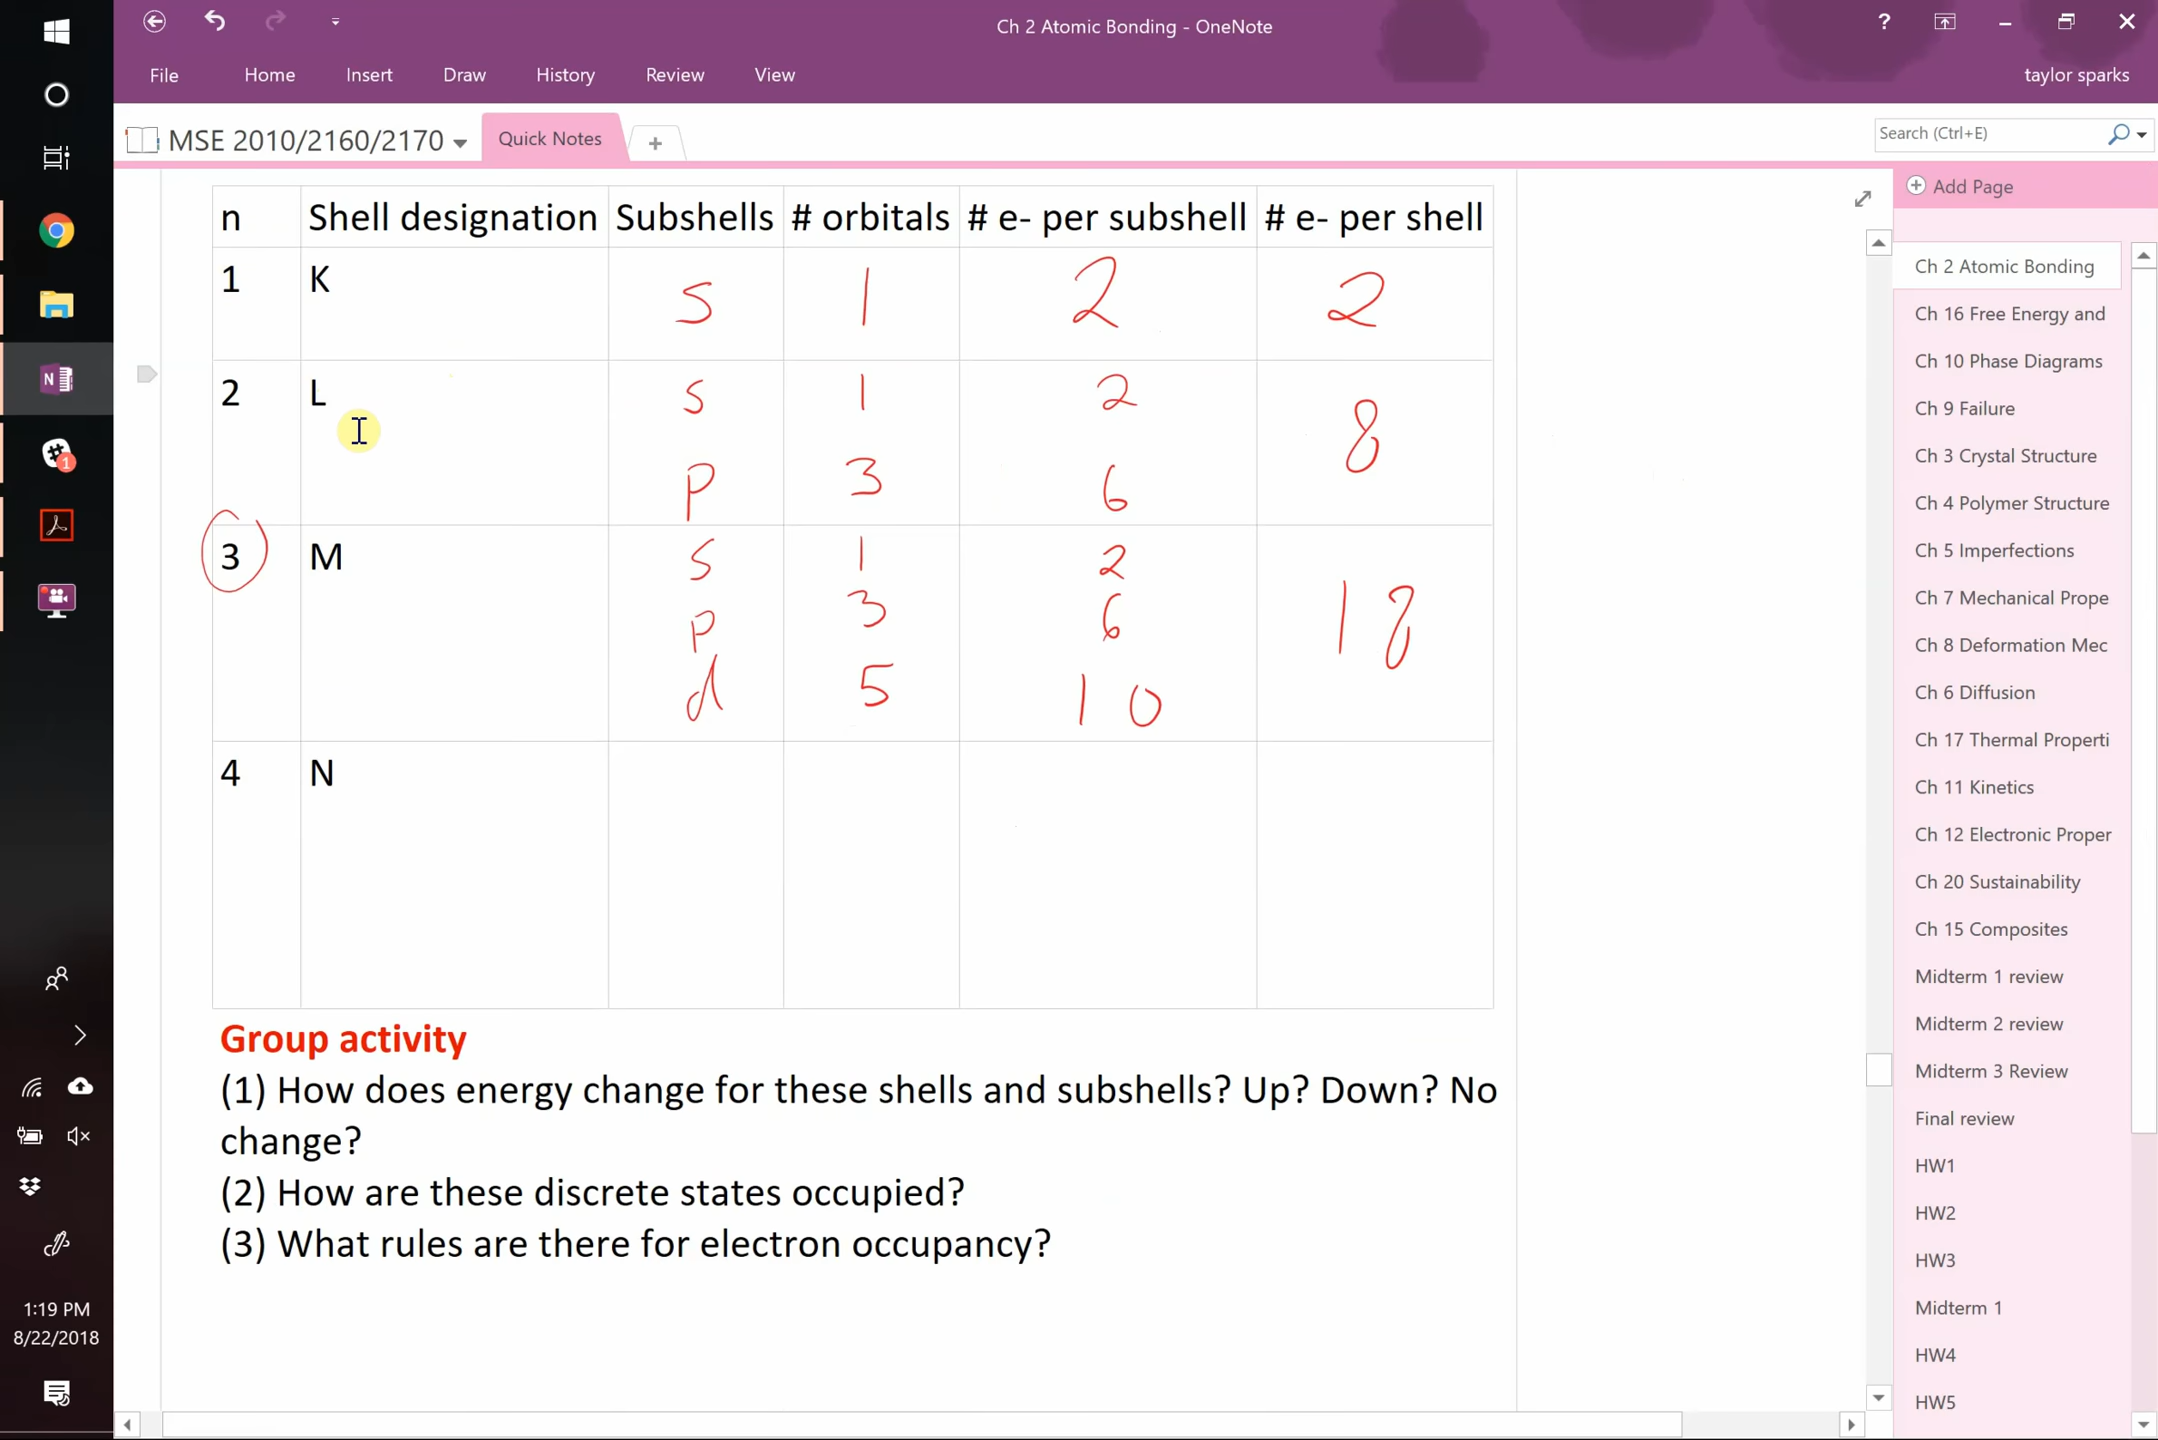 Ch 2 Atomic Bonding - OneNote
?
File Home Insert Draw History Review View
taylor sparks
MSE 2010/2160/2170
Quick Notes
+
Search (Ctrl+E)
n Shell designation Subshells # orbitals # e- per subshell # e- per shell
1 K s 1 2 2
2 L s 1 2 8
p 3 6
3 M s 1 2 18
p 3 6
d 5 10
4 N
Group activity
(1) How does energy change for these shells and subshells? Up? Down? No
change?
(2) How are these discrete states occupied?
(3) What rules are there for electron occupancy?
Add Page
Ch 2 Atomic Bonding
Ch 16 Free Energy and
Ch 10 Phase Diagrams
Ch 9 Failure
Ch 3 Crystal Structure
Ch 4 Polymer Structure
Ch 5 Imperfections
Ch 7 Mechanical Prope
Ch 8 Deformation Mec
Ch 6 Diffusion
Ch 17 Thermal Properti
Ch 11 Kinetics
Ch 12 Electronic Proper
Ch 20 Sustainability
Ch 15 Composites
Midterm 1 review
Midterm 2 review
Midterm 3 Review
Final review
HW1
HW2
HW3
Midterm 1
HW4
HW5
N
1
1:19 PM
8/22/2018